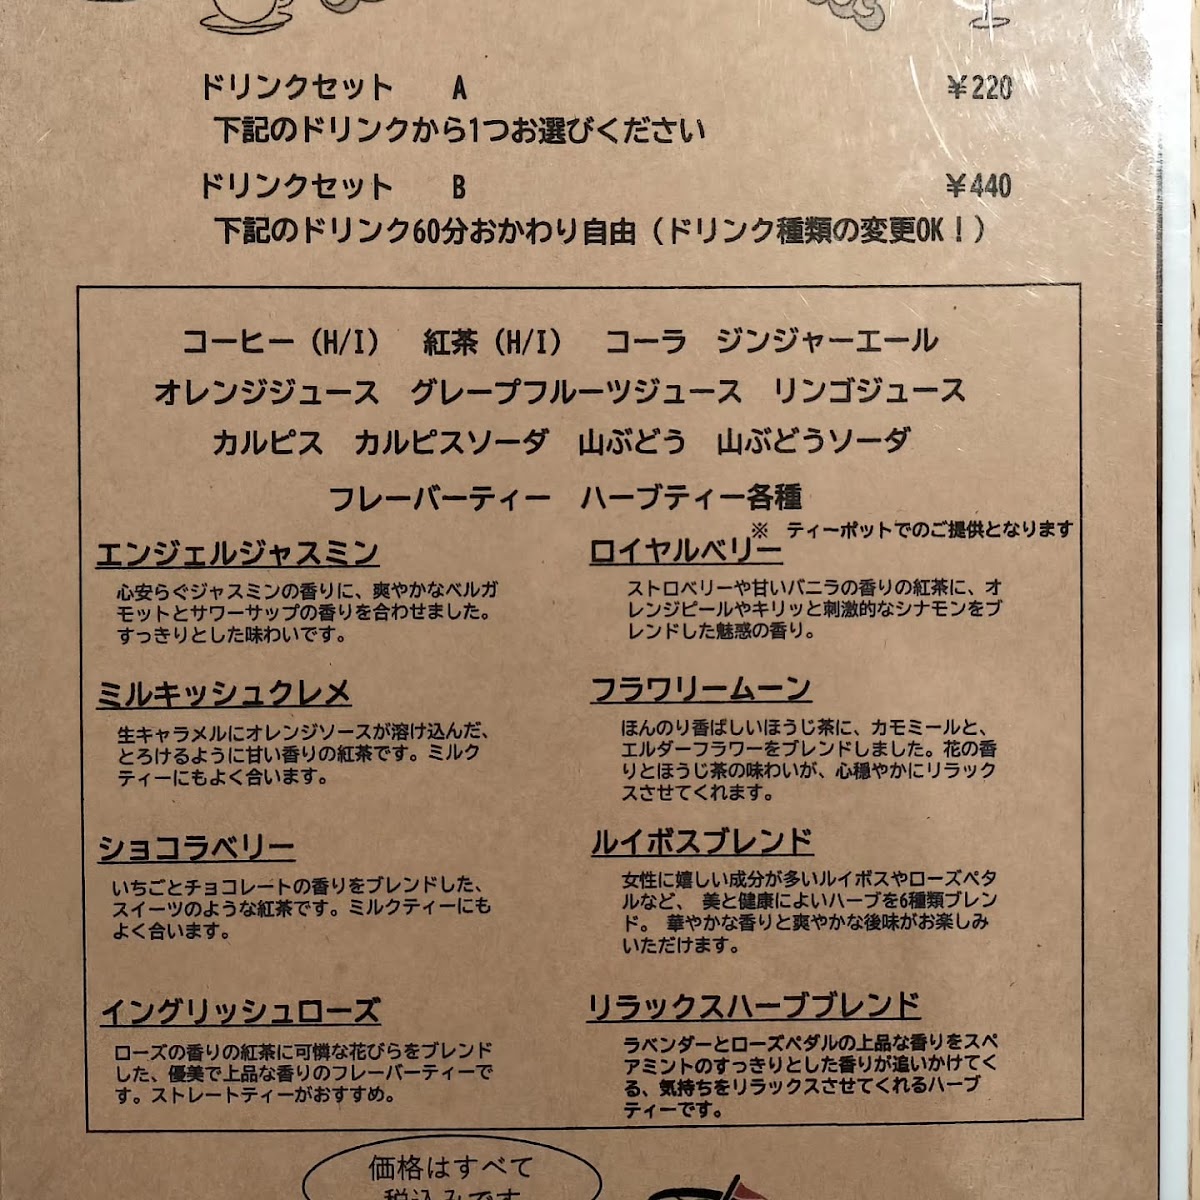 ドリンクセット　A　¥220
下記のドリンクから1つお選びください
ドリンクセット　B　¥440
下記のドリンク60分おかわり自由（ドリンク種類の変更OK！）
コーヒー（H/I）　紅茶（H/I）　コーラ　ジンジャーエール
オレンジジュース　グレープフルーツジュース　リンゴジュース
カルピス　カルピスソーダ　山ぶどう　山ぶどうソーダ
フレーバーティー　ハーブティー各種
※　ティーポットでのご提供となります
エンジェルジャスミン
心安らぐジャスミンの香りに、爽やかなベルガ
モットとサワーサップの香りを合わせました。
すっきりとした味わいです。
ミルキッシュクレメ
生キャラメルにオレンジソースが溶け込んだ、
とろけるように甘い香りの紅茶です。ミルク
ティーにもよく合います。
ショコラベリー
いちごとチョコレートの香りをブレンドした、
スイーツのような紅茶です。ミルクティーにも
よく合います。
イングリッシュローズ
ローズの香りの紅茶に可憐な花びらをブレンド
した、優美で上品な香りのフレーバーティーで
す。ストレートティーがおすすめ。
ロイヤルベリー
ストロベリーや甘いバニラの香りの紅茶に、オ
レンジピールやキリッと刺激的なシナモンをブ
レンドした魅惑の香り。
フラワリームーン
ほんのり香ばしいほうじ茶に、カモミールと、
エルダーフラワーをブレンドしました。花の香
りとほうじ茶の味わいが、心穏やかにリラック
スさせてくれます。
ルイボスブレンド
女性に嬉しい成分が多いルイボスやローズペタ
ルなど、 美と健康によいハーブを6種類ブレン
ド。 華やかな香りと爽やかな後味がお楽しみ
いただけます。
リラックスハーブブレンド
ラベンダーとローズペダルの上品な香りをスペ
アミントのすっきりとした香りが追いかけてく
る、気持ちをリラックスさせてくれるハーブ
ティーです。
価格はすべて
税込みです